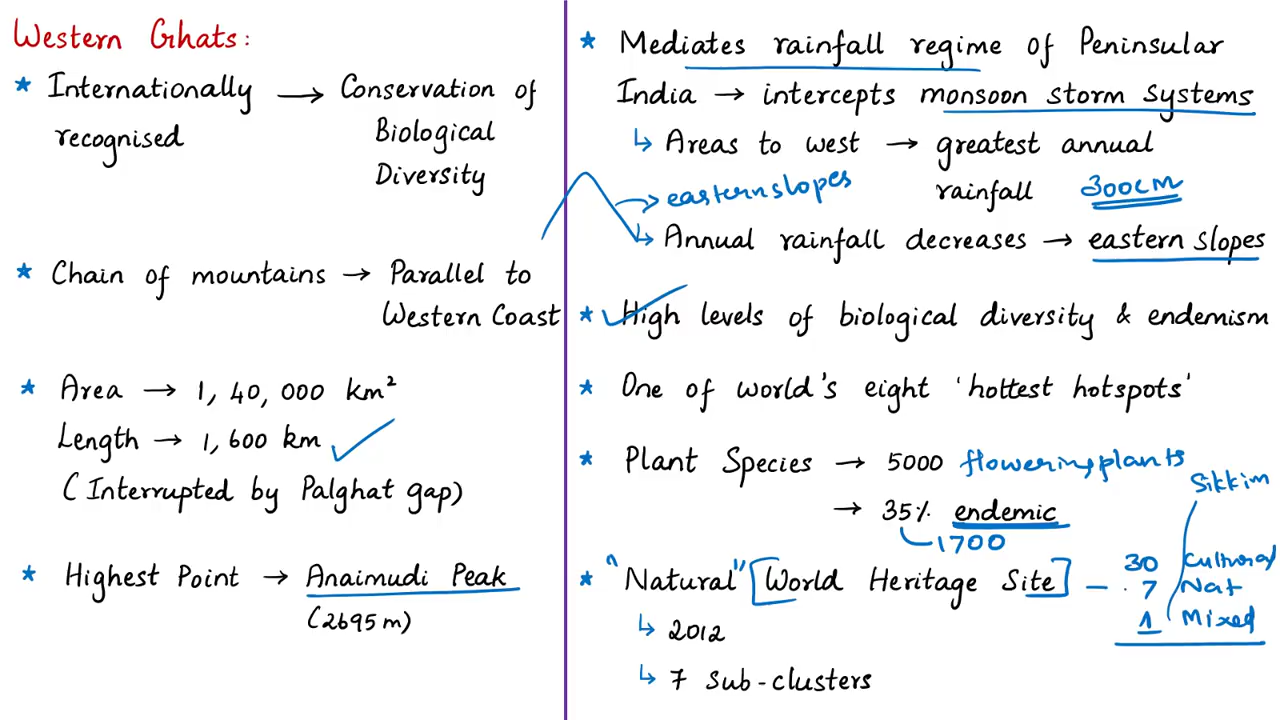 Western Ghats:
* Internationally → Conservation of
recognised Biological
Diversity
* Chain of mountains → Parallel to
Western Coast
* Area → 1,40,000 km²
Length → 1,600 km
(Interrupted by Palghat gap)
* Highest Point → Anaimudi Peak
(2695 m)
* Mediates rainfall regime of Peninsular
India → intercepts monsoon storm systems
↳ Areas to west → greatest annual
rainfall 300cm
→ eastern slopes
↳ Annual rainfall decreases → eastern slopes
* High levels of biological diversity & endemism
* One of world's eight 'hottest hotspots'
* Plant Species → 5000 flowering plants
Sikkim
→ 35% endemic
1700
* "Natural" [World Heritage Site] – 30 Cultural
7 Nat
1 Mixed
↳ 2012
↳ 7 Sub-clusters